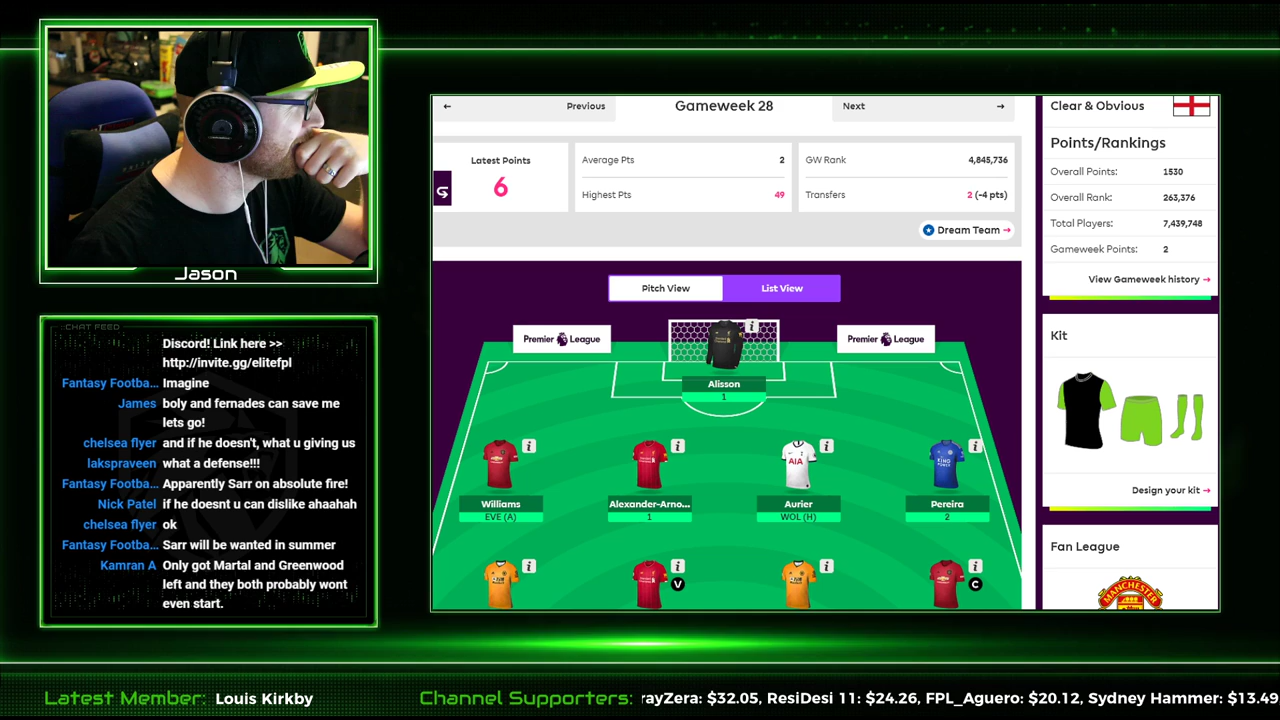 Jason
CHAT FEED
Discord! Link here >>
http://invite.gg/elitefpl
Fantasy Footba... Imagine
James boly and fernades can save me
lets go!
chelsea flyer and if he doesn't, what u giving us
lakspraveen what a defense!!!
Fantasy Footba... Apparently Sarr on absolute fire!
Nick Patel if he doesnt u can dislike ahaahah
chelsea flyer ok
Fantasy Footba... Sarr will be wanted in summer
Kamran A Only got Martal and Greenwood
left and they both probably wont
even start.
← Previous Gameweek 28 Next →
Latest Points
6
Average Pts 2
Highest Pts 49
GW Rank 4,845,736
Transfers 2 (-4 pts)
Dream Team →
Pitch View List View
Premier League Premier League
Alisson
1
AIA
KING POWER
Williams Alexander-Arno... Aurier Pereira
EVE (A) 1 WOL (H) 2
V C
Clear & Obvious
Points/Rankings
Overall Points: 1530
Overall Rank: 263,376
Total Players: 7,439,748
Gameweek Points: 2
View Gameweek history →
Kit
Design your kit →
Fan League
MANCHESTER
Latest Member: Louis Kirkby
Channel Supporters: rayZera: $32.05, ResiDesi 11: $24.26, FPL_Aguero: $20.12, Sydney Hammer: $13.49